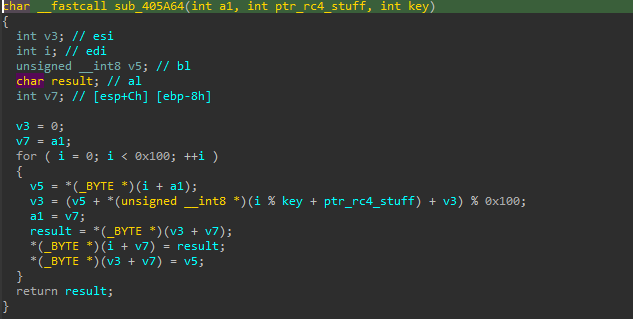 char __fastcall sub_405A64(int a1, int ptr_rc4_stuff, int key)
{
int v3; // esi
int i; // edi
unsigned __int8 v5; // bl
char result; // al
int v7; // [esp+Ch] [ebp-8h]
v3 = 0;
v7 = a1;
for ( i = 0; i < 0x100; ++i )
{
v5 = *(_BYTE *)(i + a1);
v3 = (v5 + *(unsigned __int8 *)(i % key + ptr_rc4_stuff) + v3) % 0x100;
a1 = v7;
result = *(_BYTE *)(v3 + v7);
*(_BYTE *)(i + v7) = result;
*(_BYTE *)(v3 + v7) = v5;
}
return result;
}